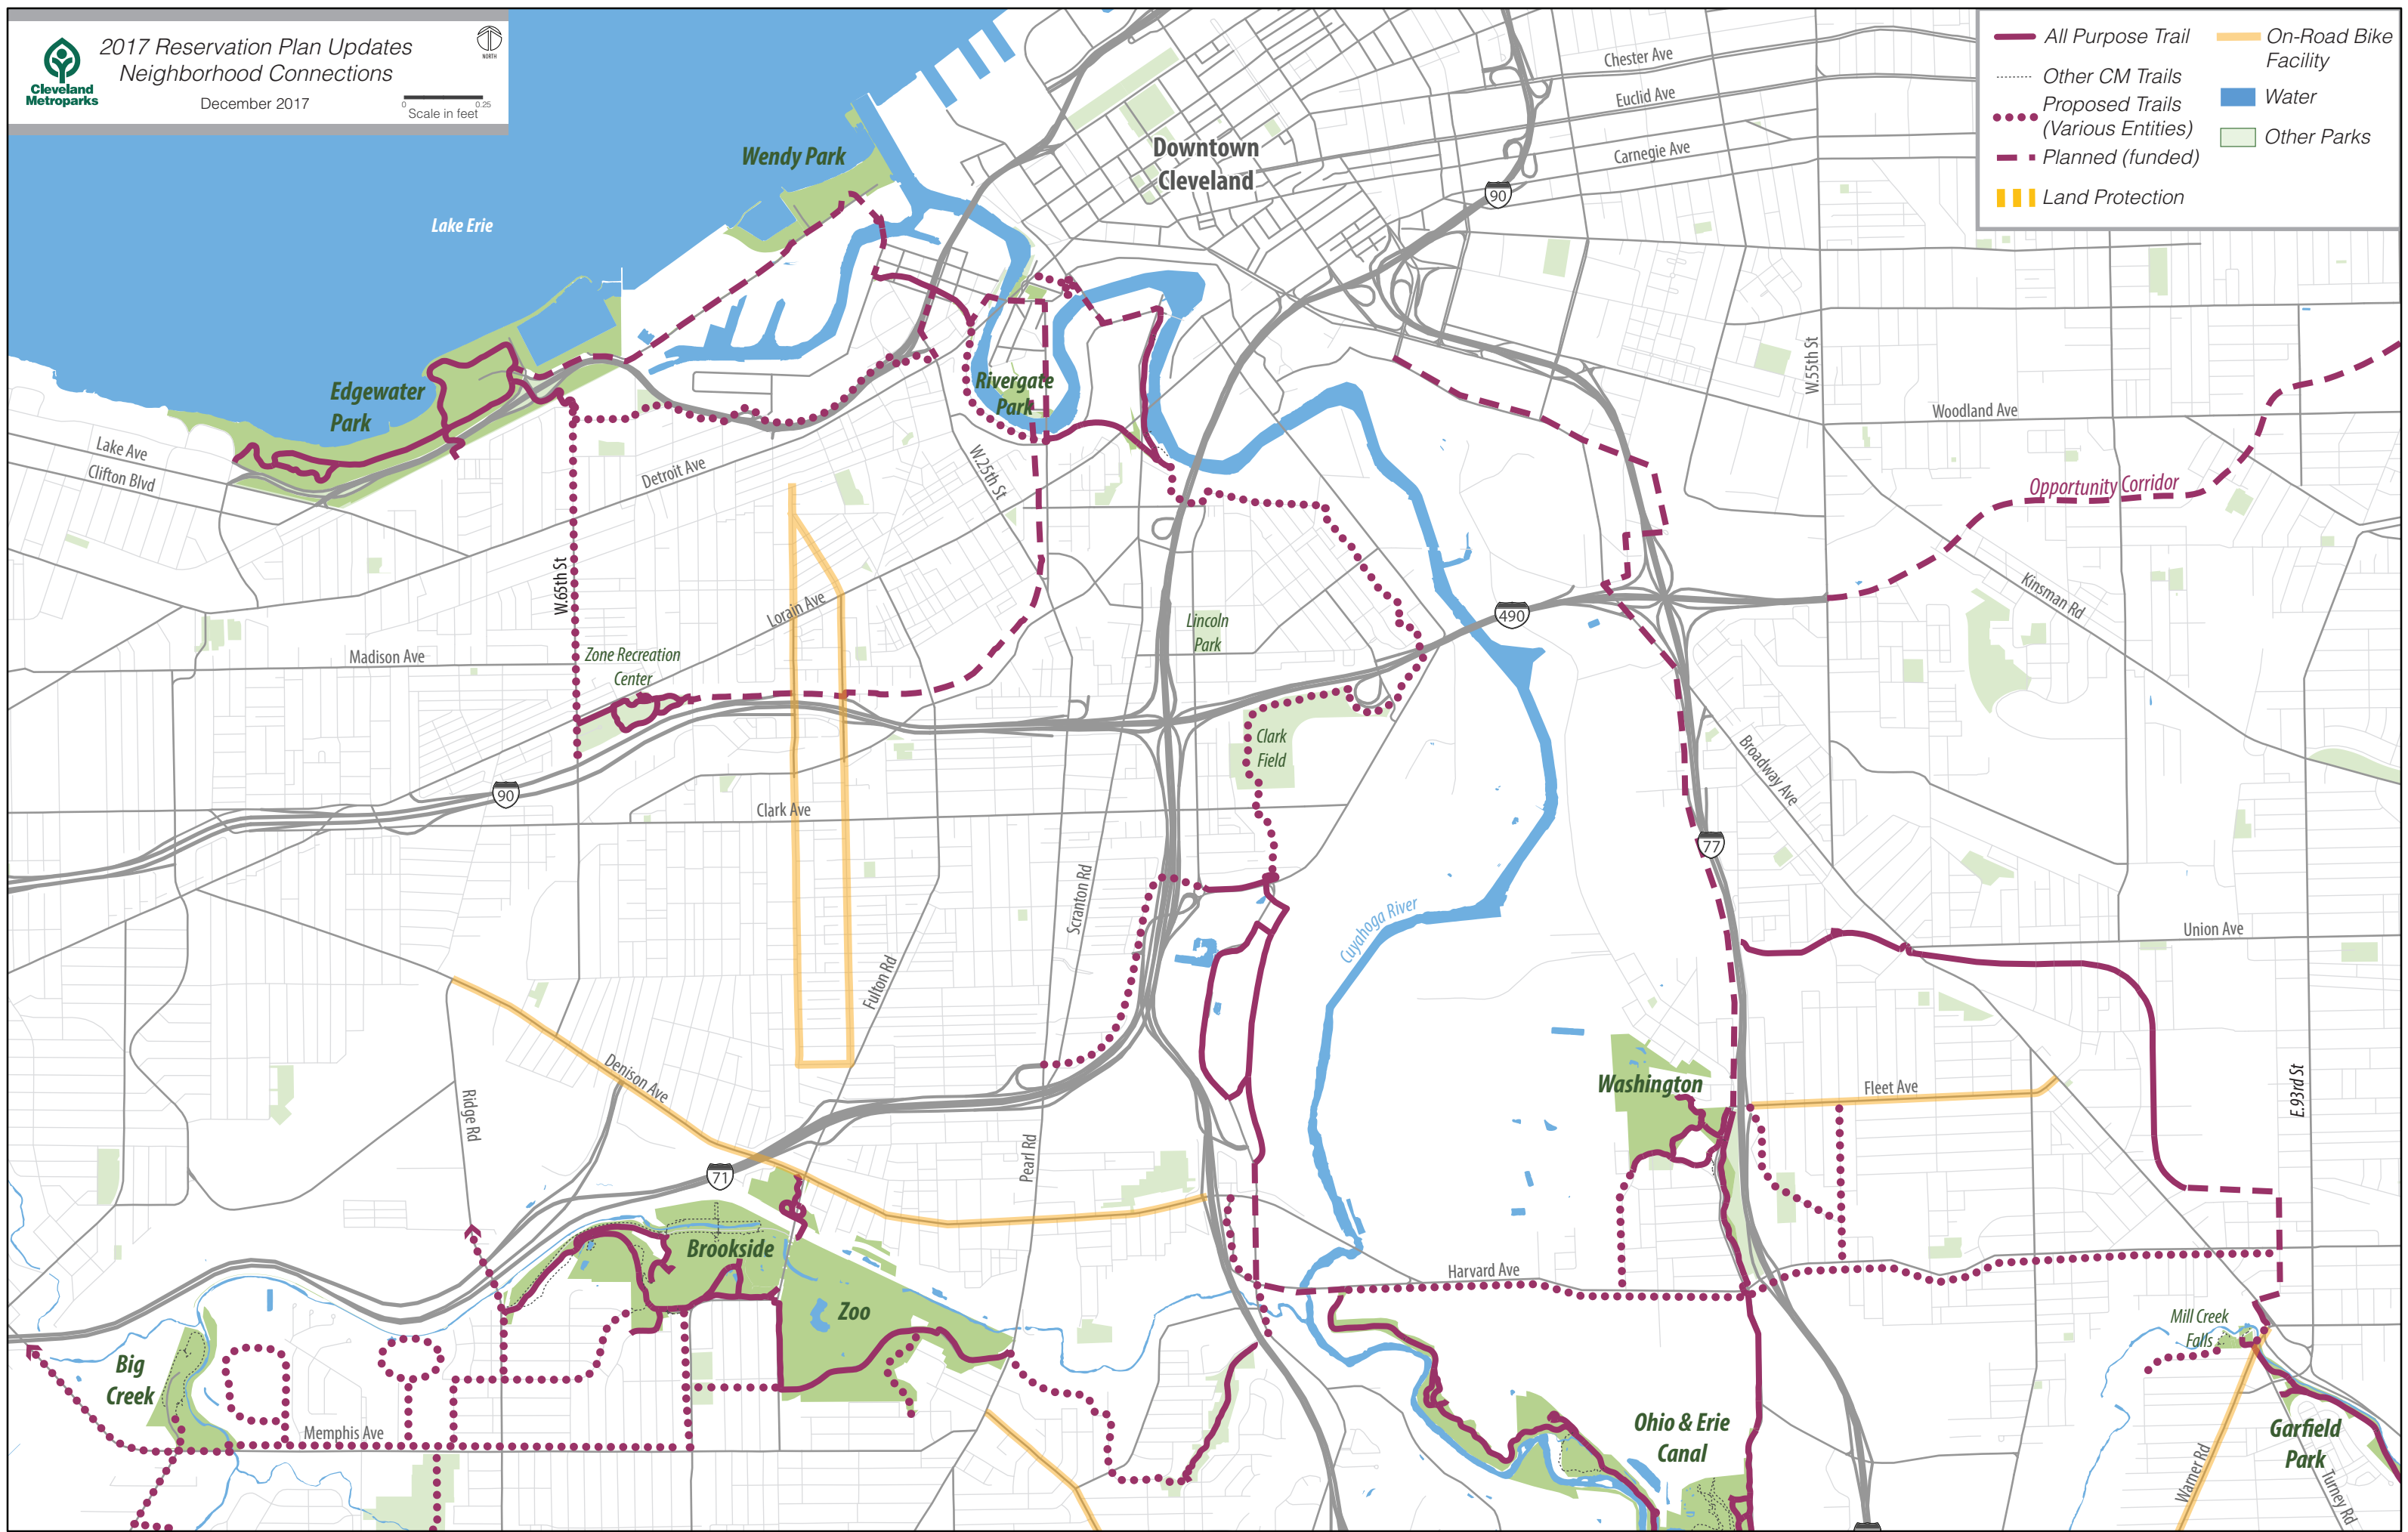 2017 Reservation Plan Updates
Neighborhood Connections
December 2017
Cleveland
Metroparks
NORTH
0 0.25
Scale in feet
All Purpose Trail
Other CM Trails
Proposed Trails
(Various Entities)
Planned (funded)
Land Protection
On-Road Bike
Facility
Water
Other Parks
Chester Ave
Euclid Ave
Carnegie Ave
Downtown
Cleveland
90
Wendy Park
Lake Erie
Edgewater
Park
Rivergate
Park
W.55th St
Woodland Ave
Lake Ave
Clifton Blvd
Detroit Ave
W.25th St
Opportunity Corridor
W.65th St
Lorain Ave
Lincoln
Park
490
Kinsman Rd
Madison Ave
Zone Recreation
Center
Clark
Field
Broadway Ave
90
Clark Ave
77
Scranton Rd
Cuyahoga River
Union Ave
Fulton Rd
Denison Ave
Ridge Rd
Washington
Fleet Ave
E.93rd St
Pearl Rd
71
Brookside
Zoo
Harvard Ave
Mill Creek
Falls
Big
Creek
Memphis Ave
Ohio & Erie
Canal
Garfield
Park
Warner Rd
Turney Rd